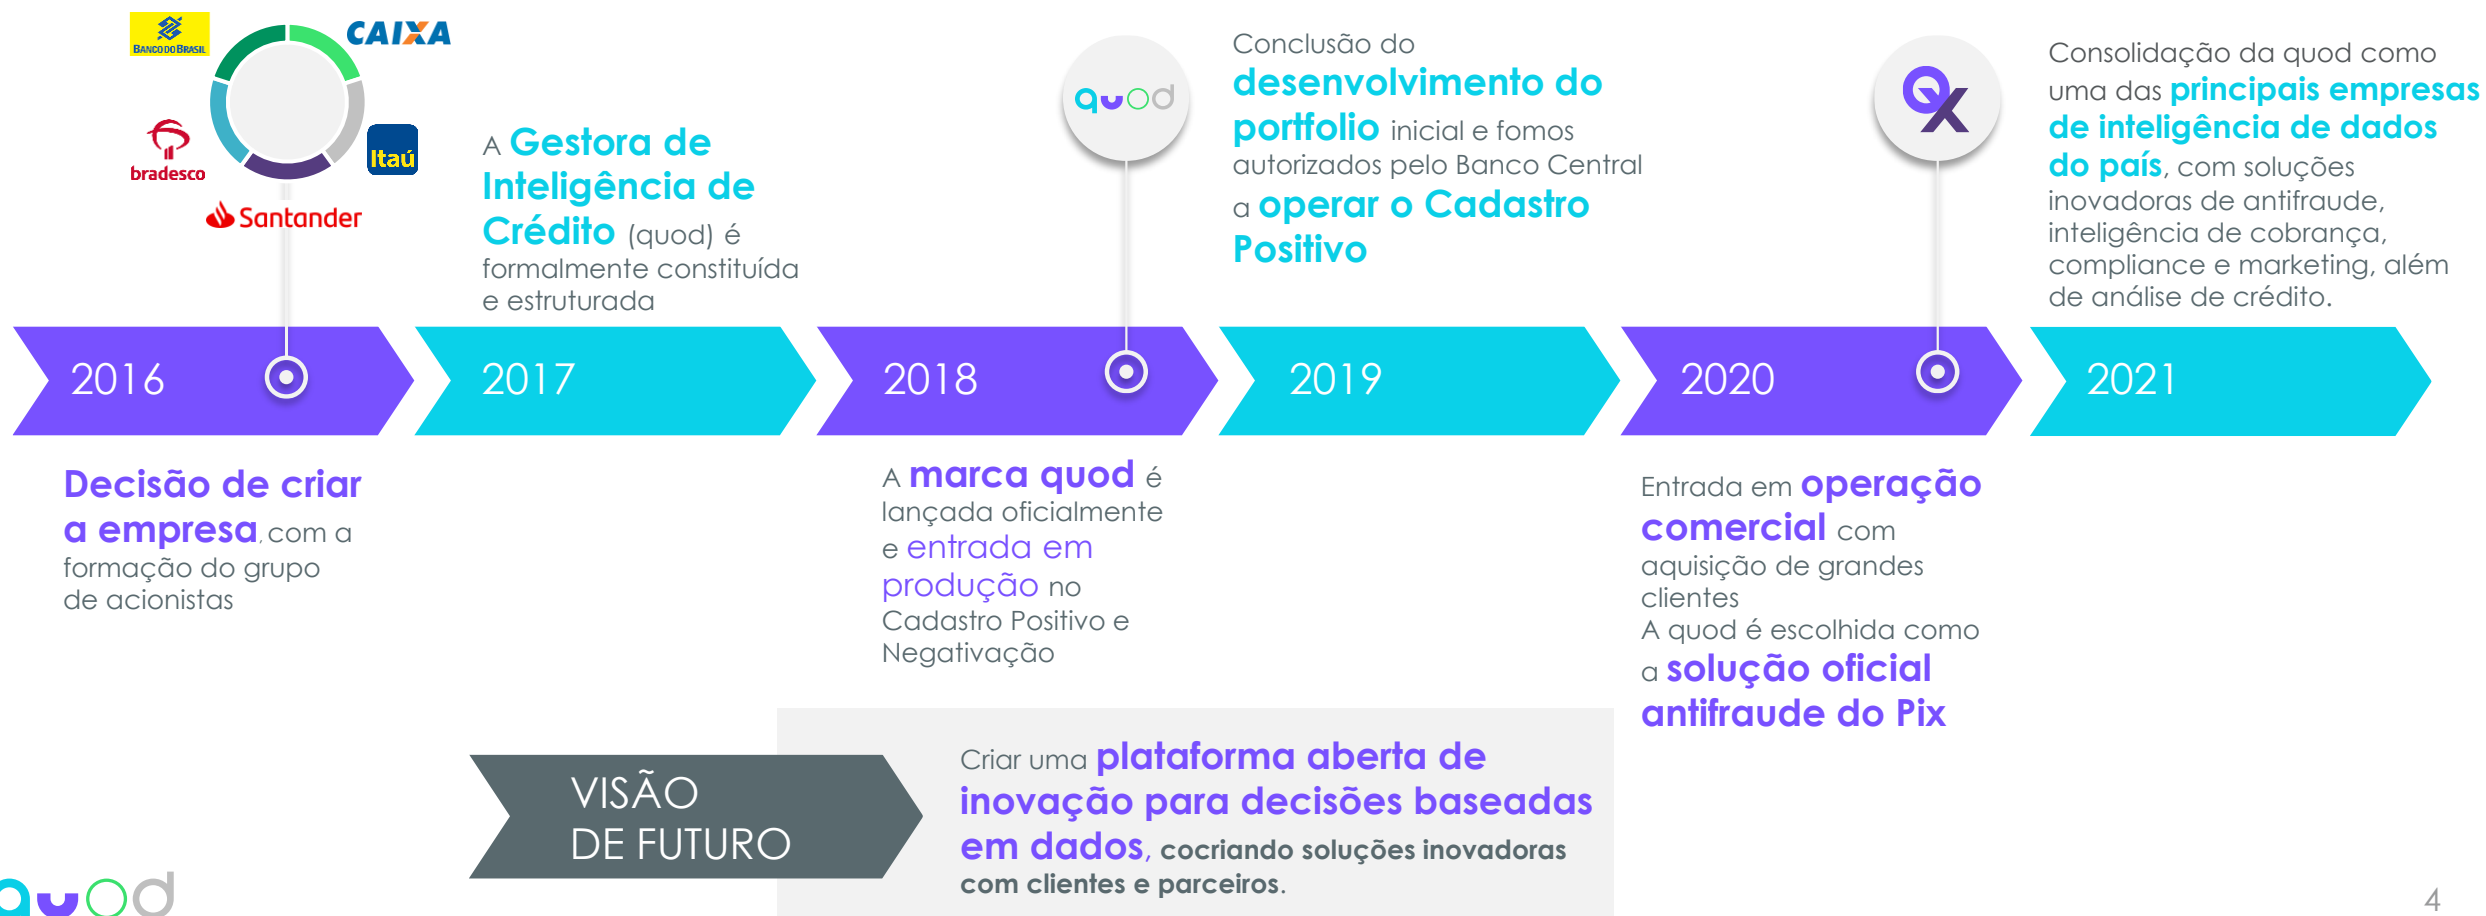 BANCO DO BRASIL
CAIXA
bradesco
Itaú
Santander
2016
Decisão de criar
a empresa, com a
formação do grupo
de acionistas
A Gestora de
Inteligência de
Crédito (quod) é
formalmente constituída
e estruturada
2017
quod
2018
A marca quod é
lançada oficialmente
e entrada em
produção no
Cadastro Positivo e
Negativação
Conclusão do
desenvolvimento do
portfolio inicial e fomos
autorizados pelo Banco Central
a operar o Cadastro
Positivo
2019
QX
2020
Entrada em operação
comercial com
aquisição de grandes
clientes
A quod é escolhida como
a solução oficial
antifraude do Pix
Consolidação da quod como
uma das principais empresas
de inteligência de dados
do país, com soluções
inovadoras de antifraude,
inteligência de cobrança,
compliance e marketing, além
de análise de crédito.
2021
VISÃO
DE FUTURO
Criar uma plataforma aberta de
inovação para decisões baseadas
em dados, cocriando soluções inovadoras
com clientes e parceiros.
quod
4